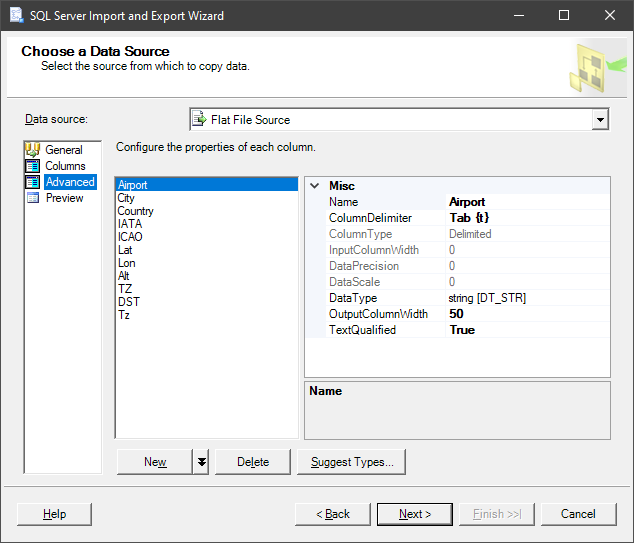 SQL Server Import and Export Wizard
Choose a Data Source
Select the source from which to copy data.
Data source: Flat File Source
General
Columns
Advanced
Preview
Configure the properties of each column.
Airport
City
Country
IATA
ICAO
Lat
Lon
Alt
TZ
DST
Tz
Misc
Name Airport
ColumnDelimiter Tab {t}
ColumnType Delimited
InputColumnWidth 0
DataPrecision 0
DataScale 0
DataType string [DT_STR]
OutputColumnWidth 50
TextQualified True
Name
New Delete Suggest Types...
Help < Back Next > Finish >>| Cancel